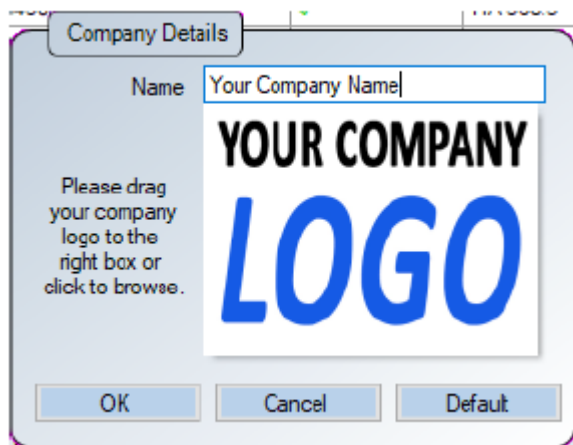 Company Details
Name
Your Company Name
YOUR COMPANY
LOGO
Please drag
your company
logo to the
right box or
click to browse.
OK
Cancel
Default